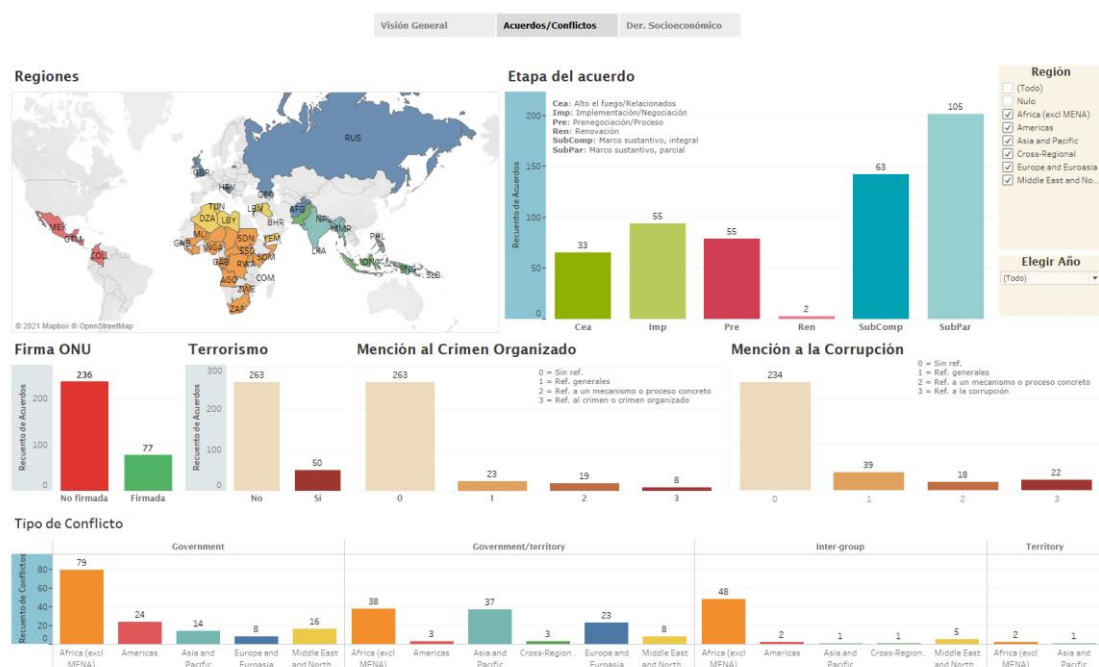 Visión General
Acuerdos/Conflictos
Der. Socioeconómico
Regiones
RUS
GBR
HRV
GEO
TUN
LBN
AFG
DZA
LBY
BHR
NPL
MMR
MEX
GTM
MLI
SDN
YEM
PHL
GNB
NGA
SSD
SOM
LKA
COL
GAB
RWA
IDN
PNG
SLB
AGO
COM
ZWE
ZAF
© 2021 Mapbox © OpenStreetMap
Etapa del acuerdo
Cea: Alto el fuego/Relacionados
Imp: Implementación/Negociación
Pre: Prenegociación/Proceso
Ren: Renovación
SubComp: Marco sustantivo, integral
SubPar: Marco sustantivo, parcial
Recuento de Acuerdos
200
150
100
50
0
33
55
55
2
63
105
Cea
Imp
Pre
Ren
SubComp
SubPar
Región
(Todo)
Nulo
Africa (excl MENA)
Americas
Asia and Pacific
Cross-Regional
Europe and Euroasia
Middle East and No..
Elegir Año
(Todo)
Firma ONU
Recuento de Acuerdos
200
100
0
236
77
No firmada
Firmada
Terrorismo
Recuento de Acuerdos
300
200
100
0
263
50
No
Si
Mención al Crimen Organizado
0 = Sin ref.
1 = Ref. generales
2 = Ref. a un mecanismo o proceso concreto
3 = Ref. al crimen o crimen organizado
263
23
19
8
0
1
2
3
Mención a la Corrupción
0 = Sin ref.
1 = Ref. generales
2 = Ref. a un mecanismo o proceso concreto
3 = Ref. a la corrupción
234
39
18
22
0
1
2
3
Tipo de Conflicto
Government
Government/territory
Inter-group
Territory
Recuento de Conflictos
80
60
40
20
0
79
24
14
8
16
38
3
37
3
23
8
48
2
1
1
5
2
1
Africa (excl MENA)
Americas
Asia and Pacific
Europe and Euroasia
Middle East and North..
Africa (excl MENA)
Americas
Asia and Pacific
Cross-Region..
Europe and Euroasia
Middle East and North..
Africa (excl MENA)
Americas
Asia and Pacific
Cross-Region..
Middle East and North..
Africa (excl MENA)
Asia and Pacific